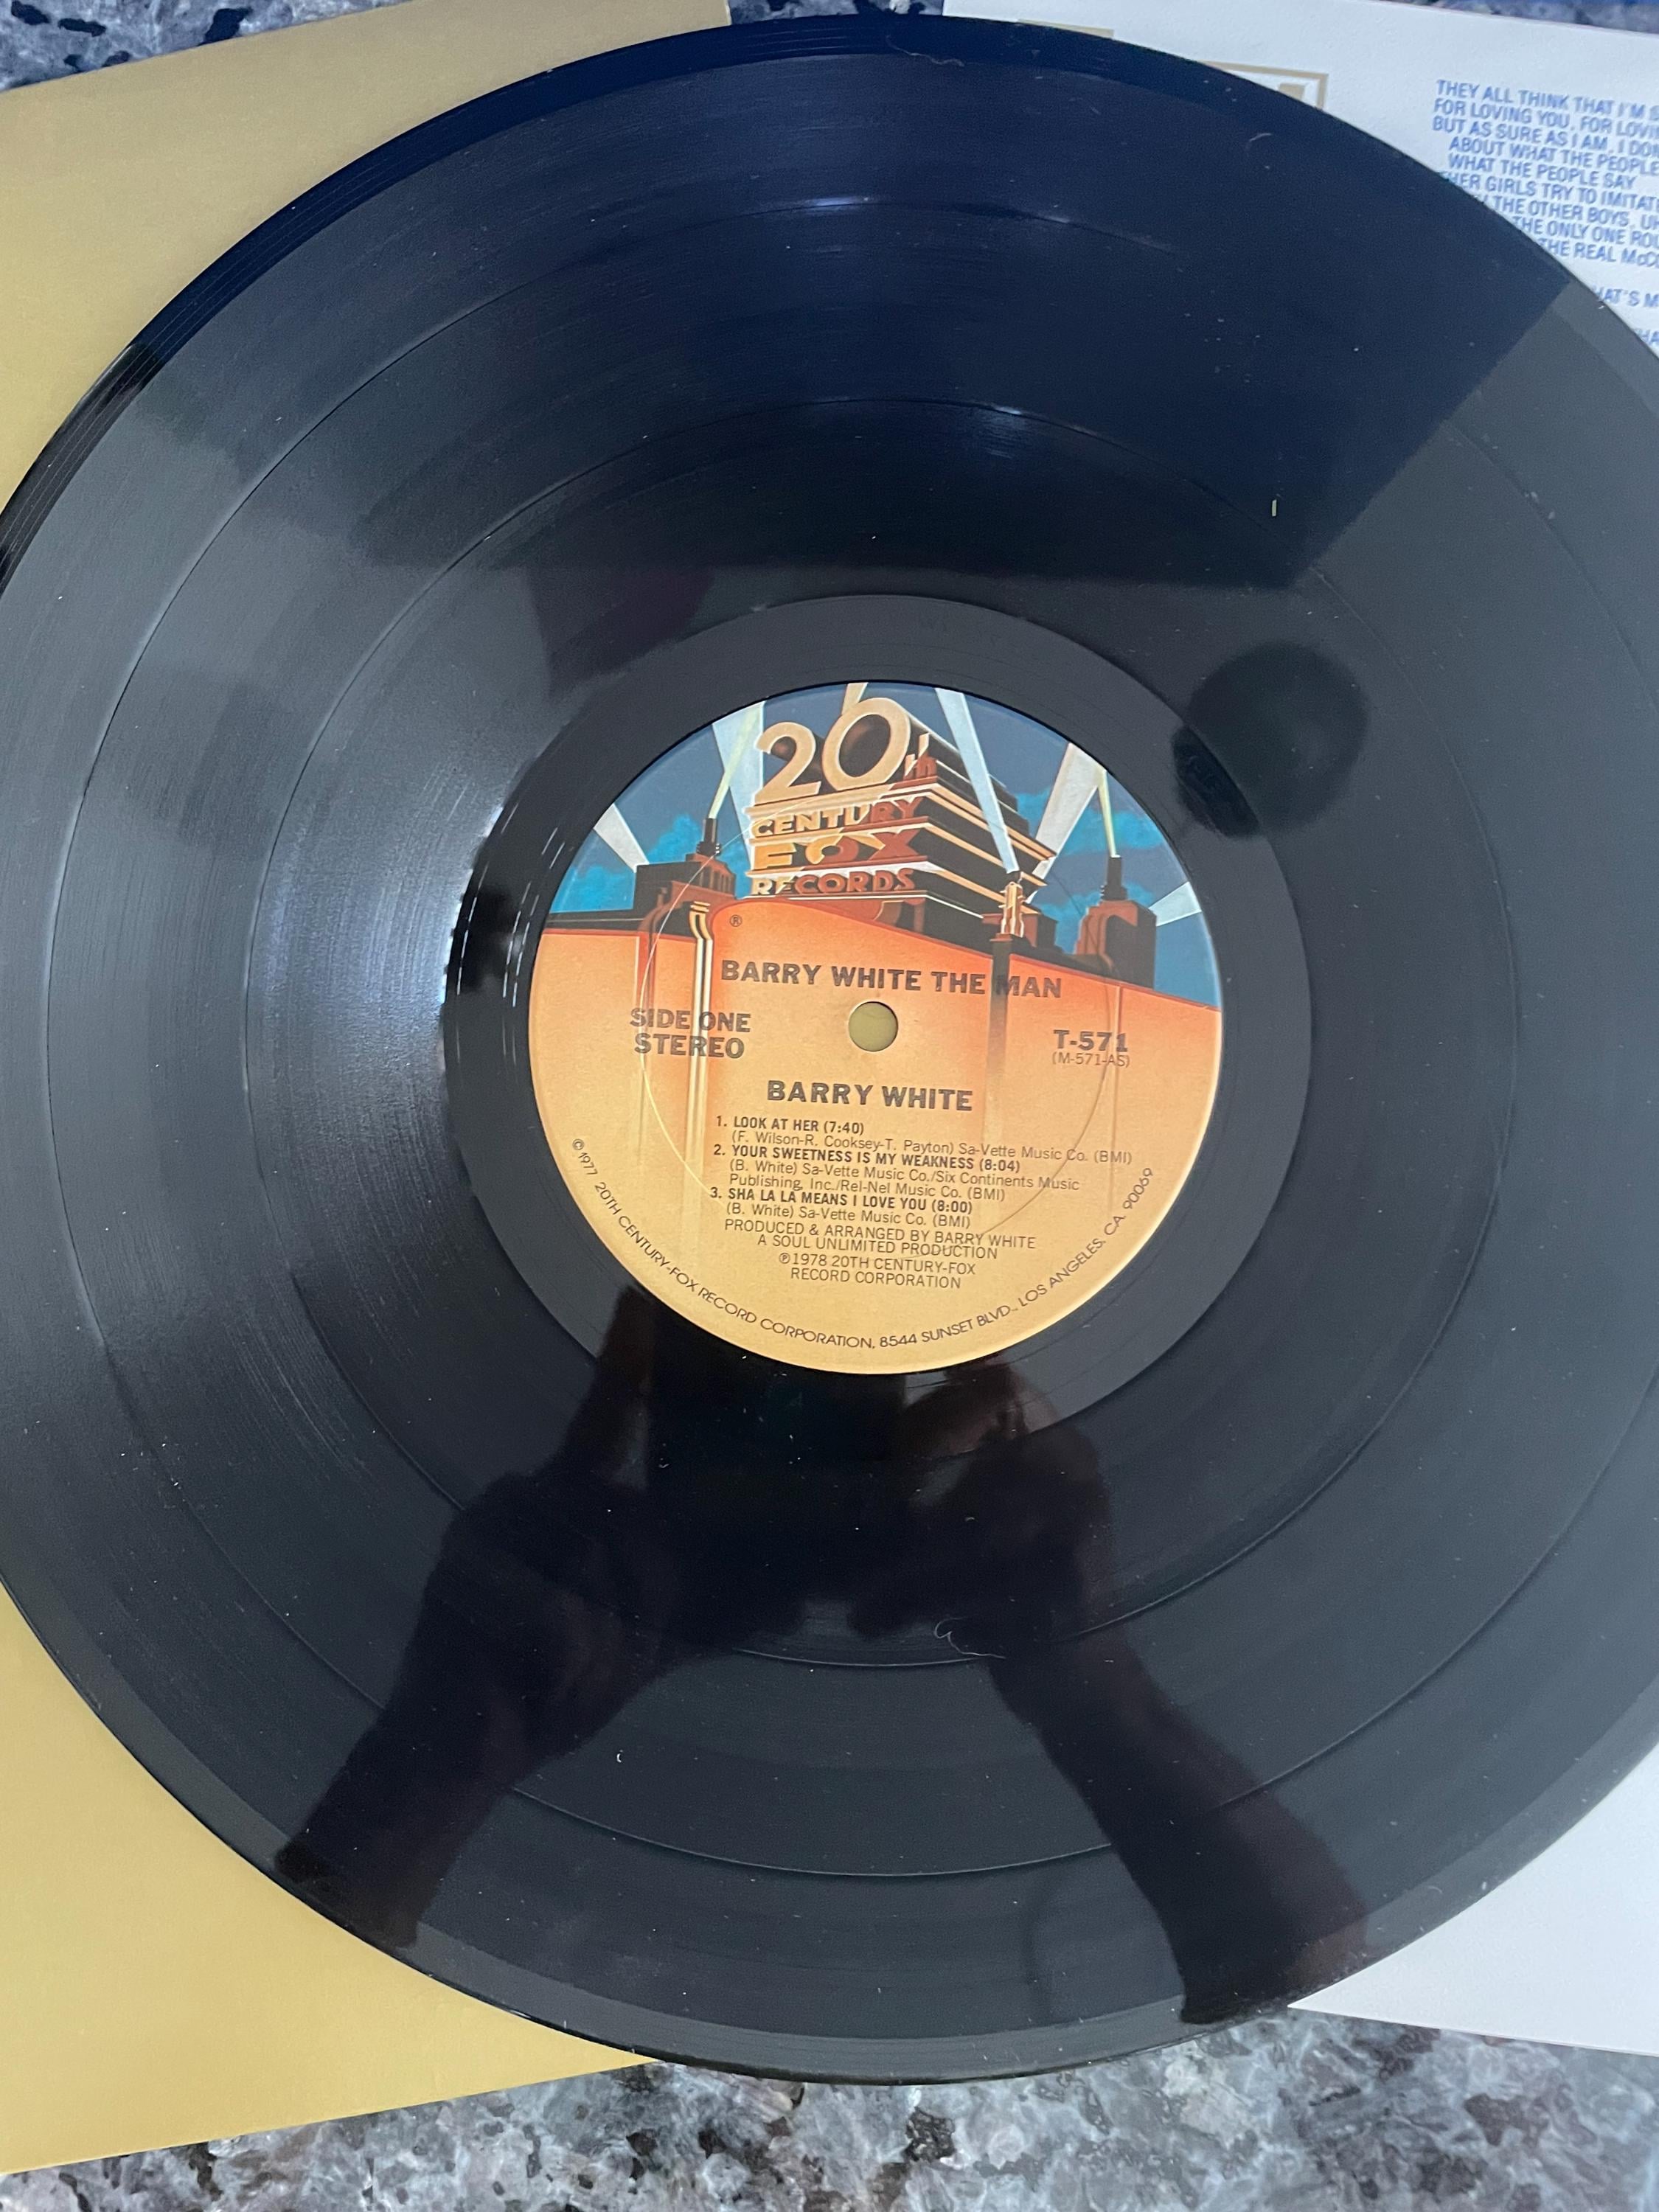 THEY ALL THINK THAT I'M
FOR LOVING YOU, FOR
BUT AS SURE AS I AM, I
ABOUT WHAT THE PEOPLE
WHAT THE PEOPLE SAY
GIRLS TRY TO
THE OTHER BOYS,
THE ONLY ONE
THE REAL
20th
CENTURY
FOX
RECORDS
®
BARRY WHITE THE MAN
SIDE ONE
STEREO
T-571
(M-571-AS)
BARRY WHITE
1. LOOK AT HER (7:40)
(F. Wilson-R. Cooksey-T. Payton) Sa-Vette Music Co. (BMI)
2. YOUR SWEETNESS IS MY WEAKNESS (8:04)
(B. White) Sa-Vette Music Co./Six Continents Music
Publishing, Inc./Rel-Nel Music Co. (BMI)
3. SHA LA LA MEANS I LOVE YOU (8:00)
(B. White) Sa-Vette Music Co. (BMI)
PRODUCED & ARRANGED BY BARRY WHITE
A SOUL UNLIMITED PRODUCTION
℗1978 20TH CENTURY-FOX
RECORD CORPORATION
©1977 20TH CENTURY-FOX RECORD CORPORATION, 8544 SUNSET BLVD., LOS ANGELES, CA. 90069